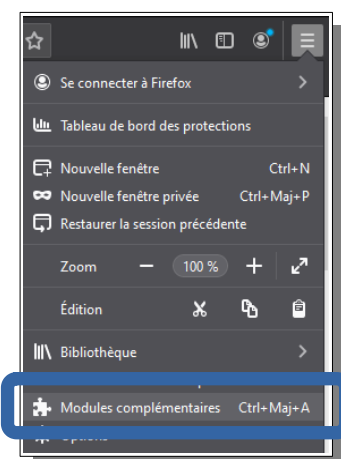 Se connecter à Firefox
Tableau de bord des protections
Nouvelle fenêtre Ctrl+N
Nouvelle fenêtre privée Ctrl+Maj+P
Restaurer la session précédente
Zoom 100 %
Édition
Bibliothèque
Modules complémentaires Ctrl+Maj+A